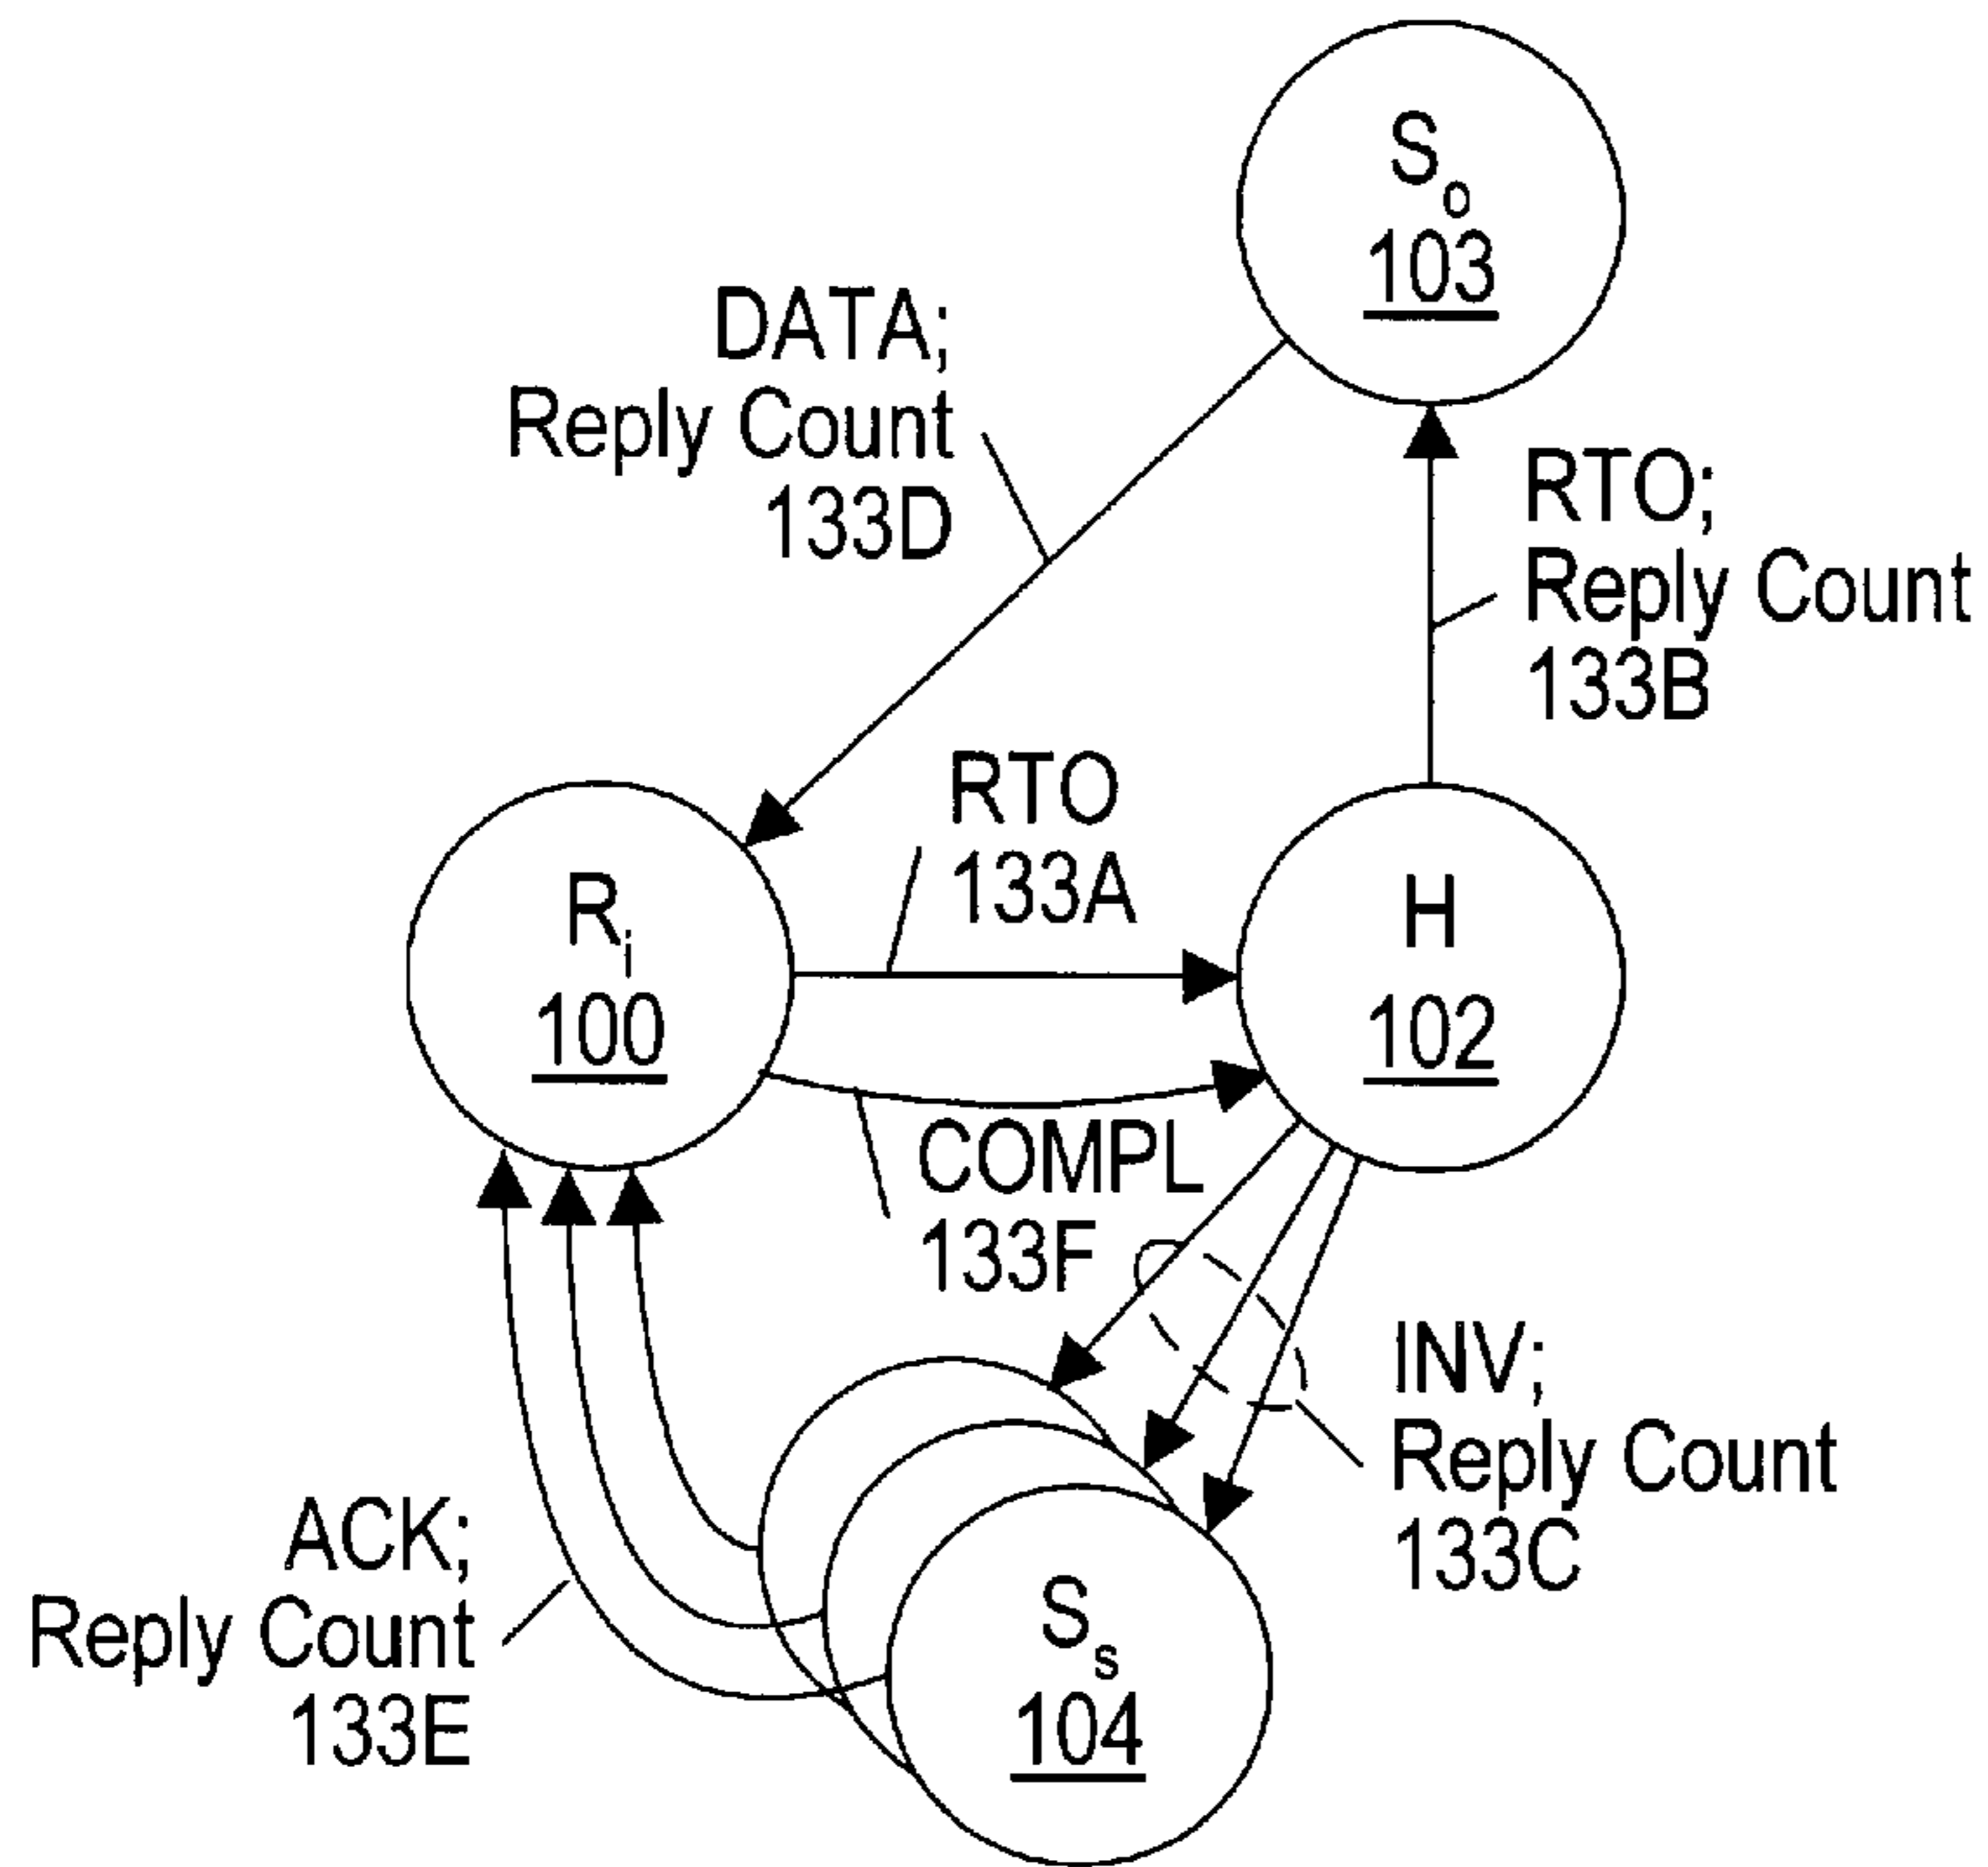 S
o
103
DATA;
Reply Count
133D
RTO;
Reply Count
133B
RTO
133A
R
i
100
H
102
COMPL
133F
INV;
Reply Count
133C
ACK;
Reply Count
133E
S
s
104